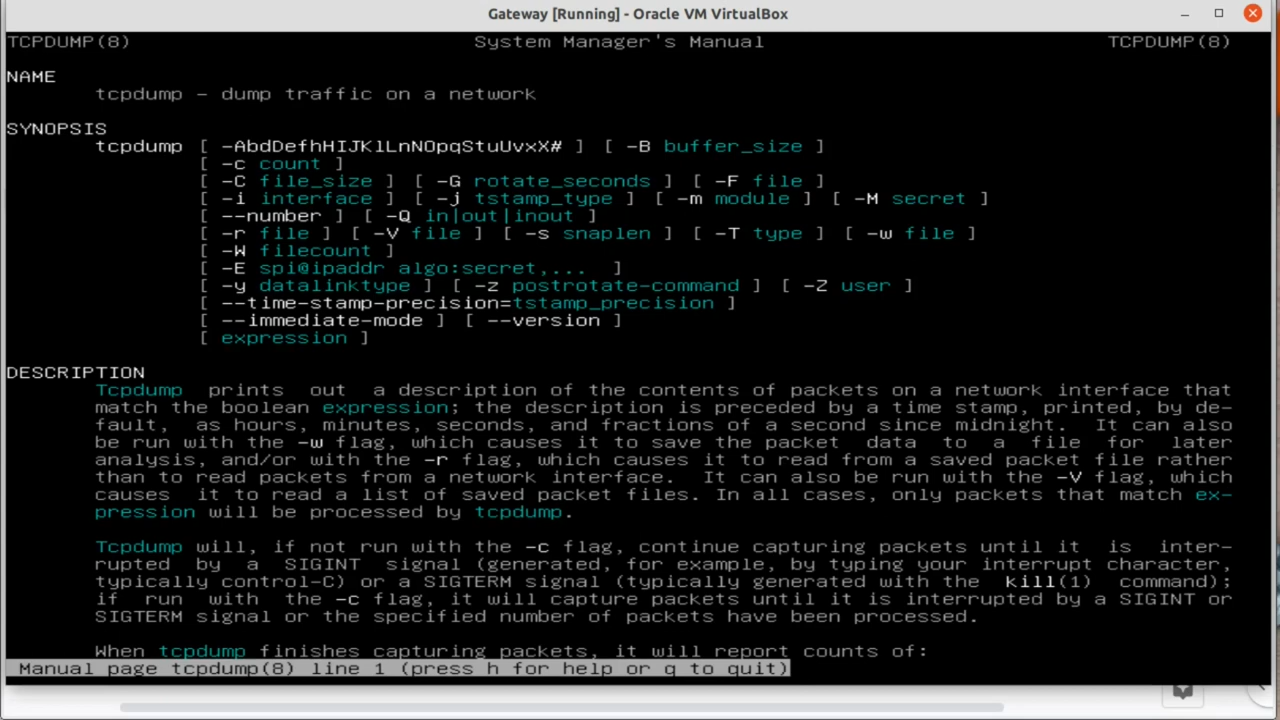 Gateway [Running] - Oracle VM VirtualBox
TCPDUMP(8) System Manager's Manual TCPDUMP(8)
NAME
tcpdump - dump traffic on a network
SYNOPSIS
tcpdump [ -AbdDefhHIJKlLnNOpqStuUvxX# ] [ -B buffer_size ]
[ -c count ]
[ -C file_size ] [ -G rotate_seconds ] [ -F file ]
[ -i interface ] [ -j tstamp_type ] [ -m module ] [ -M secret ]
[ --number ] [ -Q in|out|inout ]
[ -r file ] [ -V file ] [ -s snaplen ] [ -T type ] [ -w file ]
[ -W filecount ]
[ -E spi@ipaddr algo:secret,... ]
[ -y datalinktype ] [ -z postrotate-command ] [ -Z user ]
[ --time-stamp-precision=tstamp_precision ]
[ --immediate-mode ] [ --version ]
[ expression ]
DESCRIPTION
Tcpdump prints out a description of the contents of packets on a network interface that
match the boolean expression; the description is preceded by a time stamp, printed, by de-
fault, as hours, minutes, seconds, and fractions of a second since midnight. It can also
be run with the -w flag, which causes it to save the packet data to a file for later
analysis, and/or with the -r flag, which causes it to read from a saved packet file rather
than to read packets from a network interface. It can also be run with the -V flag, which
causes it to read a list of saved packet files. In all cases, only packets that match ex-
pression will be processed by tcpdump.
Tcpdump will, if not run with the -c flag, continue capturing packets until it is inter-
rupted by a SIGINT signal (generated, for example, by typing your interrupt character,
typically control-C) or a SIGTERM signal (typically generated with the kill(1) command);
if run with the -c flag, it will capture packets until it is interrupted by a SIGINT or
SIGTERM signal or the specified number of packets have been processed.
When tcpdump finishes capturing packets, it will report counts of:
Manual page tcpdump(8) line 1 (press h for help or q to quit)